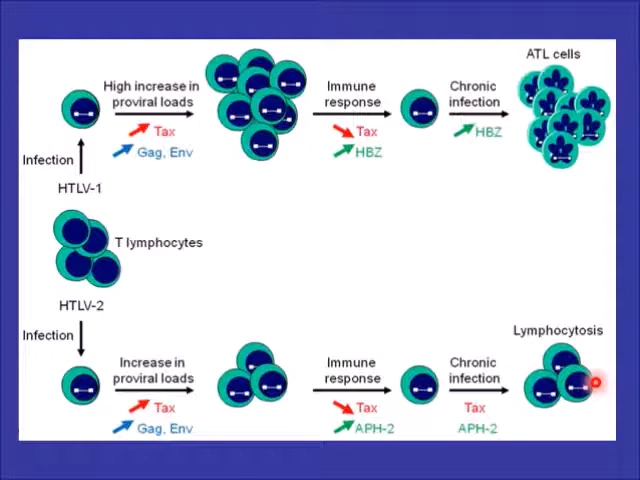 ATL cells
High increase in
proviral loads
Tax
Gag, Env
Immune
response
Tax
HBZ
Chronic
infection
HBZ
Infection
HTLV-1
T lymphocytes
HTLV-2
Infection
Increase in
proviral loads
Tax
Gag, Env
Immune
response
Tax
APH-2
Chronic
infection
Tax
APH-2
Lymphocytosis